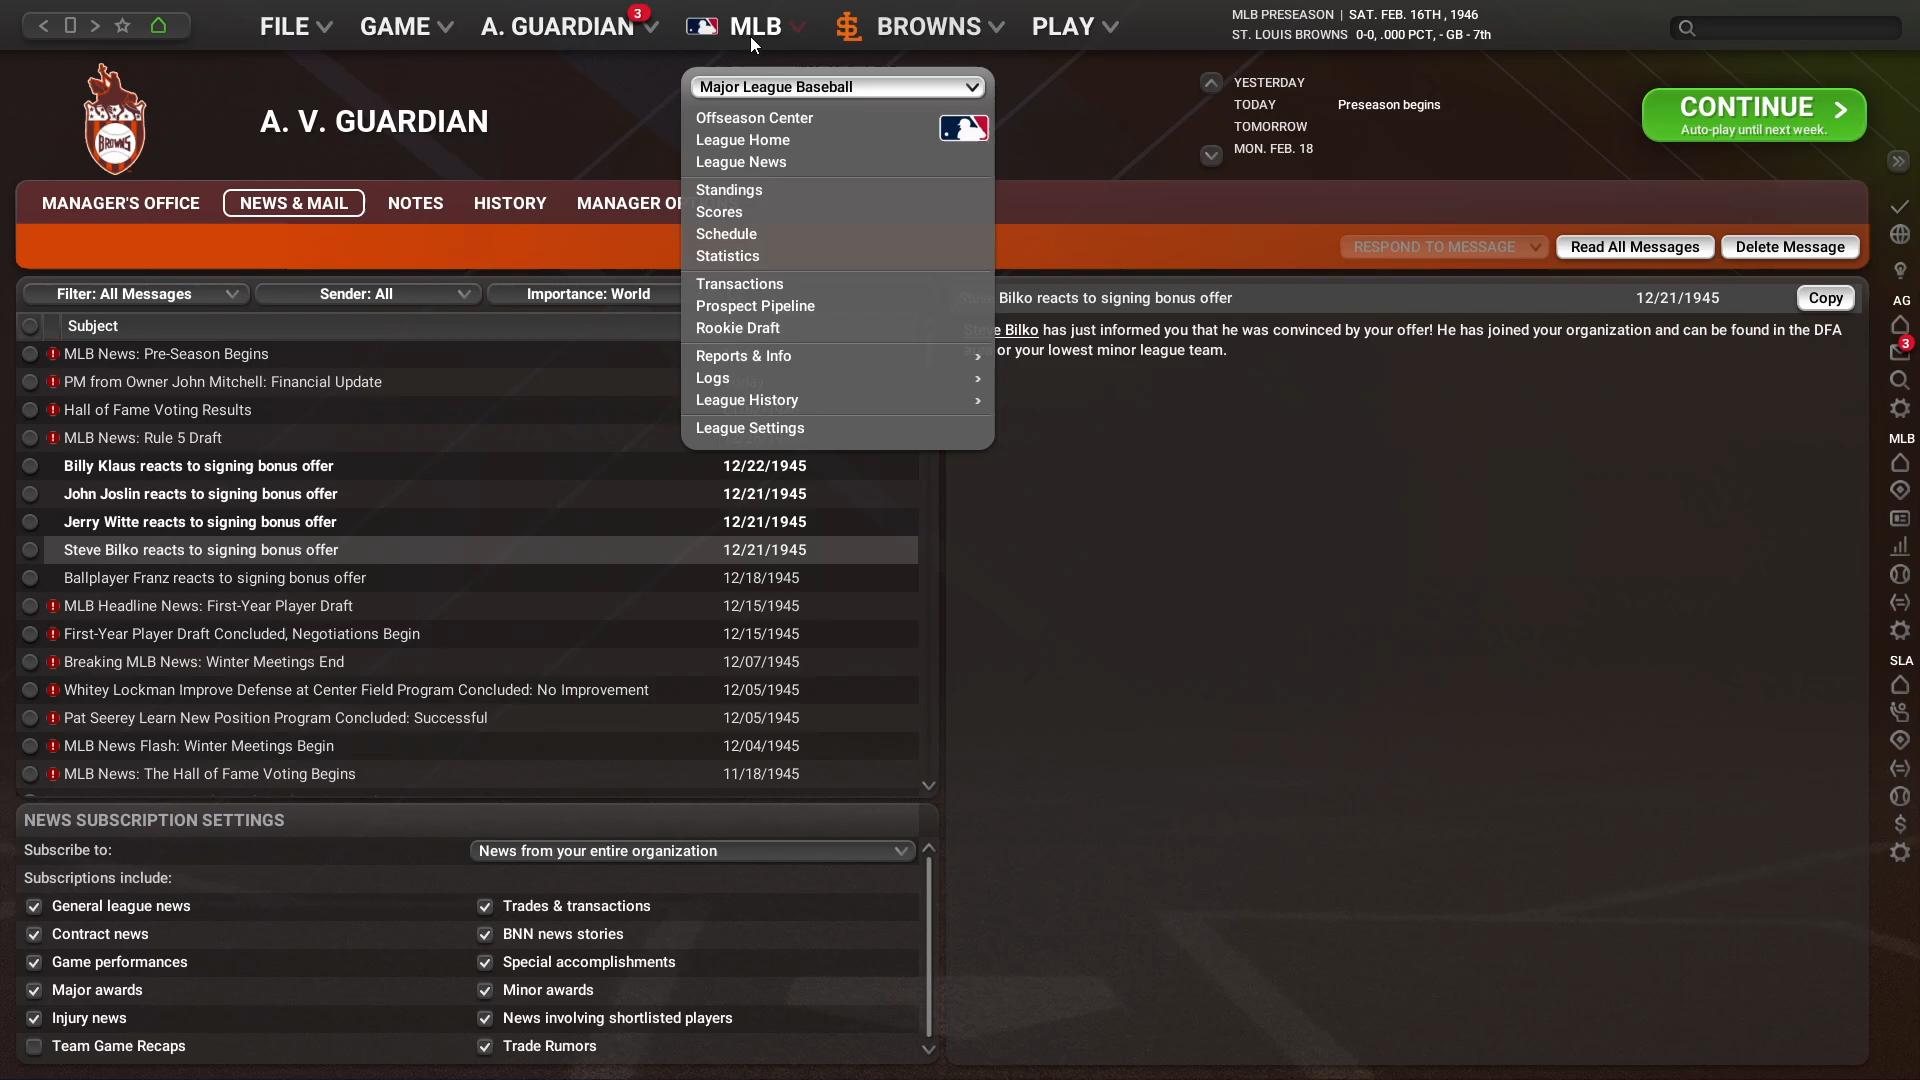 FILE
GAME
A. GUARDIAN
3
MLB
BROWNS
PLAY
MLB PRESEASON | SAT. FEB. 16TH , 1946
ST. LOUIS BROWNS 0-0, .000 PCT, - GB - 7th
BROWNS
A. V. GUARDIAN
Major League Baseball
Offseason Center
League Home
League News
Standings
Scores
Schedule
Statistics
Transactions
Prospect Pipeline
Rookie Draft
Reports & Info
Logs
League History
League Settings
YESTERDAY
TODAY Preseason begins
TOMORROW
MON. FEB. 18
CONTINUE
Auto-play until next week.
MANAGER'S OFFICE
NEWS & MAIL
NOTES
HISTORY
MANAGER OPTIONS
RESPOND TO MESSAGE
Read All Messages
Delete Message
Filter: All Messages
Sender: All
Importance: World
Subject
MLB News: Pre-Season Begins
PM from Owner John Mitchell: Financial Update
Hall of Fame Voting Results
MLB News: Rule 5 Draft
Billy Klaus reacts to signing bonus offer 12/22/1945
John Joslin reacts to signing bonus offer 12/21/1945
Jerry Witte reacts to signing bonus offer 12/21/1945
Steve Bilko reacts to signing bonus offer 12/21/1945
Ballplayer Franz reacts to signing bonus offer 12/18/1945
MLB Headline News: First-Year Player Draft 12/15/1945
First-Year Player Draft Concluded, Negotiations Begin 12/15/1945
Breaking MLB News: Winter Meetings End 12/07/1945
Whitey Lockman Improve Defense at Center Field Program Concluded: No Improvement 12/05/1945
Pat Seerey Learn New Position Program Concluded: Successful 12/05/1945
MLB News Flash: Winter Meetings Begin 12/04/1945
MLB News: The Hall of Fame Voting Begins 11/18/1945
Steve Bilko reacts to signing bonus offer 12/21/1945
Copy
Steve Bilko has just informed you that he was convinced by your offer! He has joined your organization and can be found in the DFA
area or your lowest minor league team.
NEWS SUBSCRIPTION SETTINGS
Subscribe to: News from your entire organization
Subscriptions include:
General league news
Trades & transactions
Contract news
BNN news stories
Game performances
Special accomplishments
Major awards
Minor awards
Injury news
News involving shortlisted players
Team Game Recaps
Trade Rumors
AG
3
MLB
SLA
$